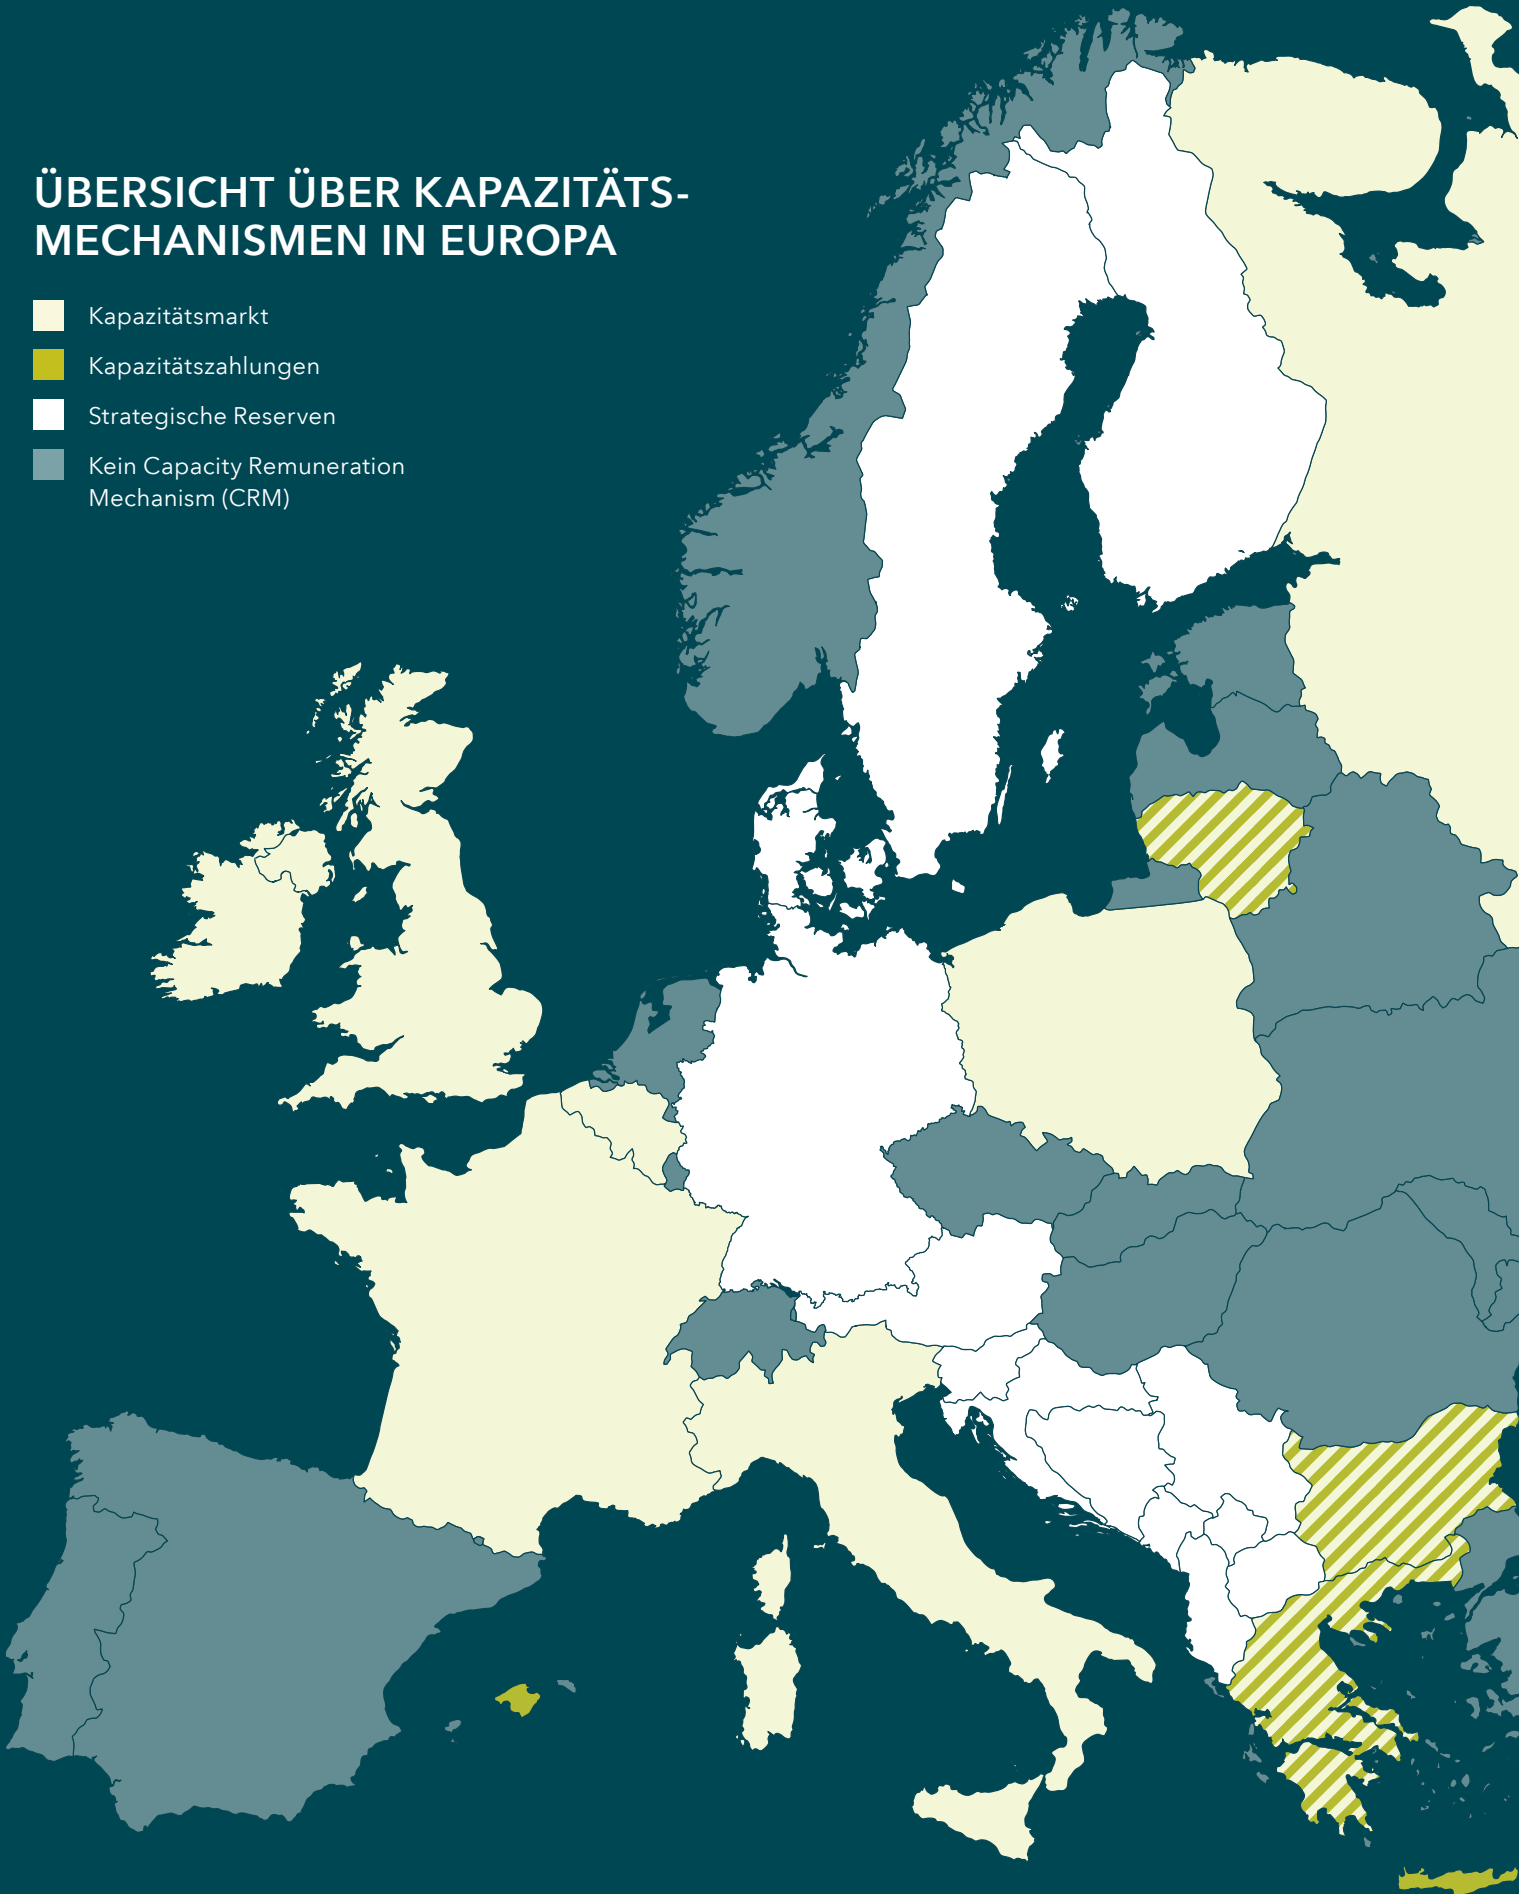 ÜBERSICHT ÜBER KAPAZITÄTS-
MECHANISMEN IN EUROPA
Kapazitätsmarkt
Kapazitätszahlungen
Strategische Reserven
Kein Capacity Remuneration
Mechanism (CRM)